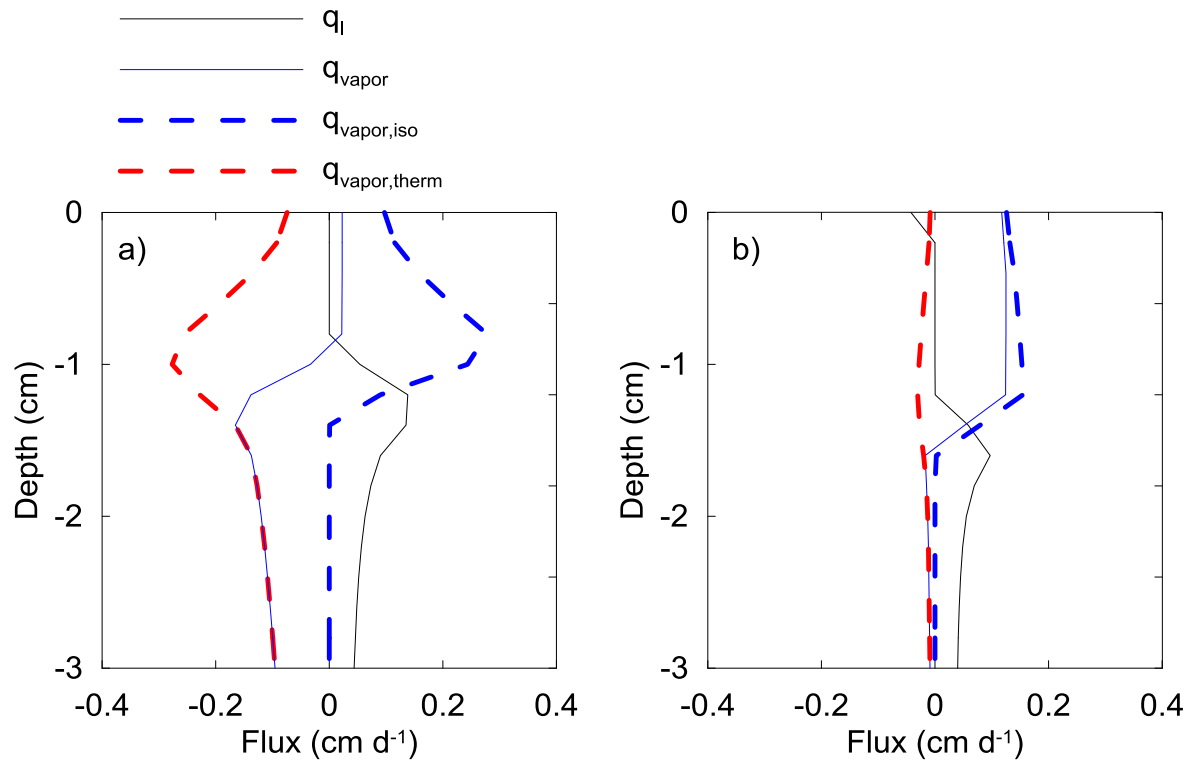 q_l
q_vapor
q_vapor,iso
q_vapor,therm
0
a)
-1
-2
-3
Depth (cm)
-0.4 -0.2 0 0.2 0.4
Flux (cm d⁻¹)
0
b)
-1
-2
-3
Depth (cm)
-0.4 -0.2 0 0.2 0.4
Flux (cm d⁻¹)